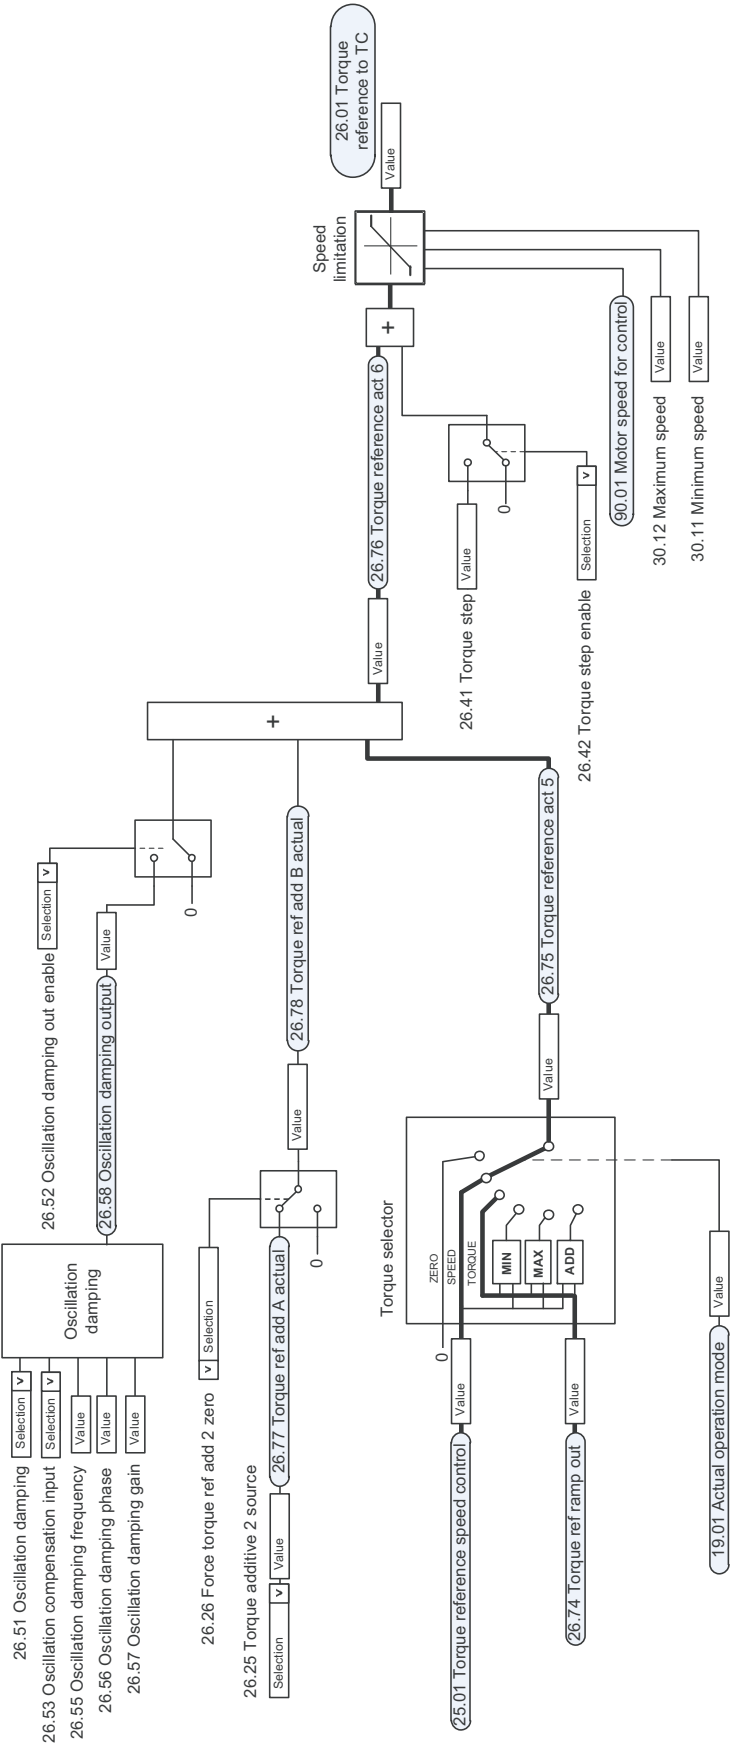 26.51 Oscillation damping
Selection
v
26.53 Oscillation compensation input
Selection
v
26.55 Oscillation damping frequency
Value
26.56 Oscillation damping phase
Value
26.57 Oscillation damping gain
Value
Oscillation
damping
26.52 Oscillation damping out enable
Selection
v
26.58 Oscillation damping output
Value
0
26.26 Force torque ref add 2 zero
v
Selection
26.25 Torque additive 2 source
Selection
v
Value
26.77 Torque ref add A actual
0
Value
26.78 Torque ref add B actual
+
Value
26.76 Torque reference act 6
+
Speed
limitation
Value
26.01 Torque
reference to TC
26.41 Torque step
Value
0
26.42 Torque step enable
Selection
v
90.01 Motor speed for control
30.12 Maximum speed
Value
30.11 Minimum speed
Value
Torque selector
0
ZERO
SPEED
TORQUE
MIN
MAX
ADD
25.01 Torque reference speed control
Value
26.74 Torque ref ramp out
Value
Value
26.75 Torque reference act 5
19.01 Actual operation mode
Value